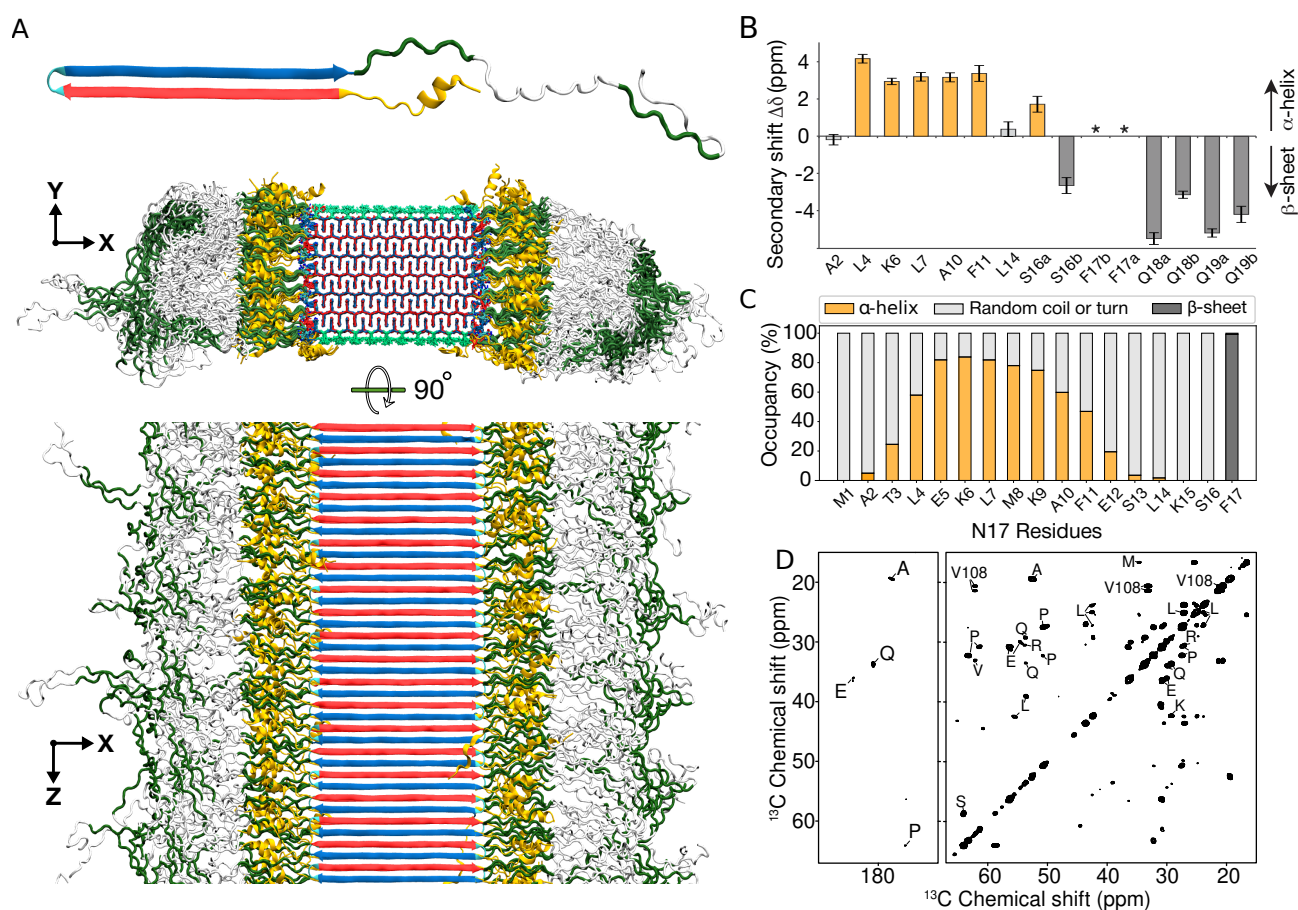 A
Y
X
90°
X
Z
B
Secondary shift Δδ (ppm)
4
2
0
-2
-4
α-helix
β-sheet
A2 L4 K6 L7 A10 F11 L14 S16a S16b F17b F17a Q18a Q18b Q19a Q19b
* *
C
α-helix Random coil or turn β-sheet
Occupancy (%)
100
80
60
40
20
0
M1 A2 T3 L4 E5 K6 L7 M8 K9 A10 F11 E12 S13 L14 K15 S16 F17
N17 Residues
D
¹³C Chemical shift (ppm)
20
30
40
50
60
A
Q
E
P
180
V108 A M V108 V108
P L L L
Q
P E R R
V Q P P
Q
L E
K
S
60 50 40 30 20
¹³C Chemical shift (ppm)